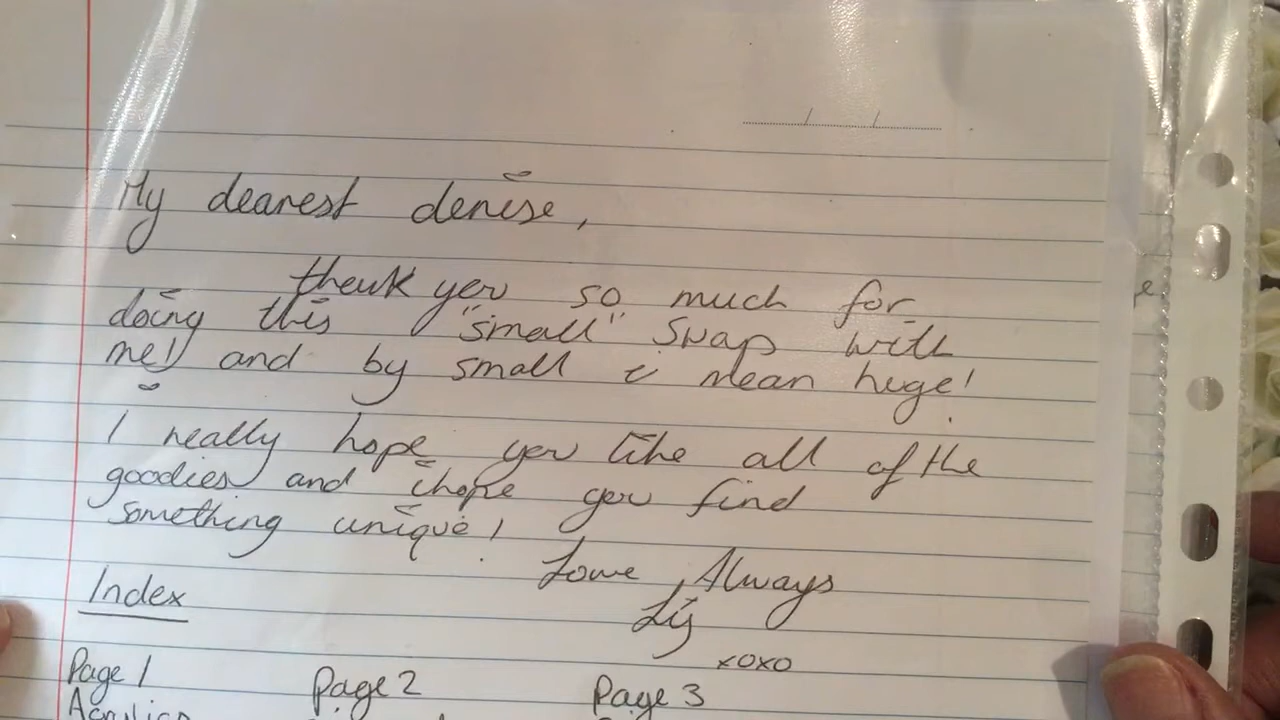 My dearest denise,
thank you so much for
doing this "small" swap with
me! and by small i mean huge!
I really hope you like all of the
goodies and i hope you find
something unique!
Love Always
Liz
xoxo
Index
Page 1 Page 2 Page 3
Acrylics